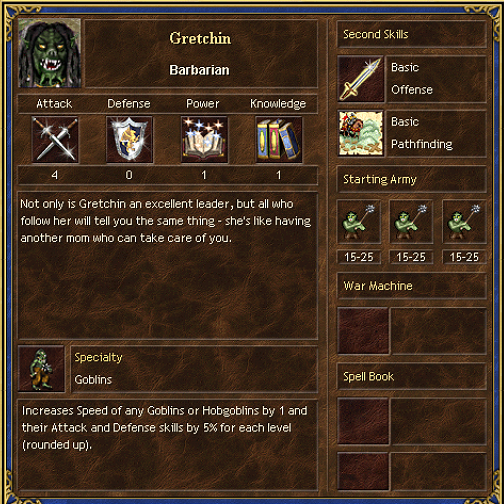 Gretchin
Barbarian
Attack Defense Power Knowledge
4 0 1 1
Not only is Gretchin an excellent leader, but all who
follow her will tell you the same thing - she's like having
another mom who can take care of you.
Specialty
Goblins
Increases Speed of any Goblins or Hobgoblins by 1 and
their Attack and Defense skills by 5% for each level
(rounded up).
Second Skills
Basic
Offense
Basic
Pathfinding
Starting Army
15-25 15-25 15-25
War Machine
Spell Book